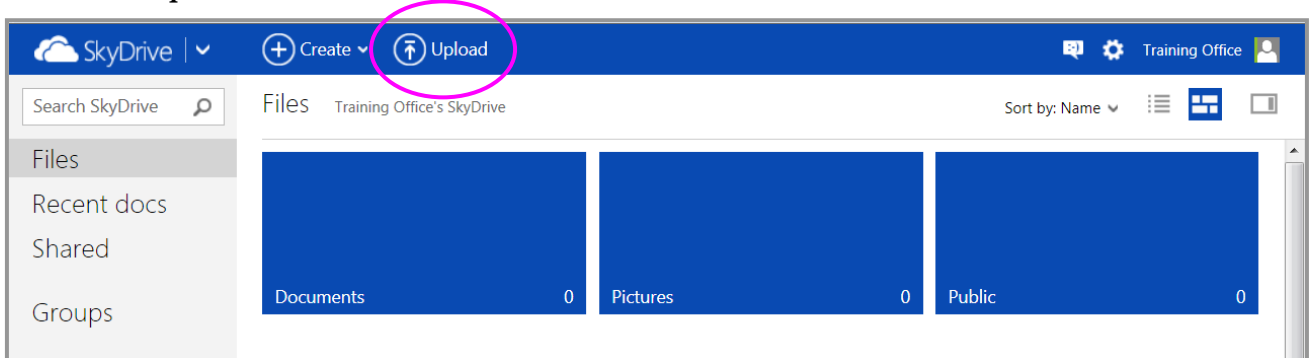 SkyDrive Create Upload Training Office
Search SkyDrive Files Training Office's SkyDrive Sort by: Name
Files
Recent docs
Shared
Groups
Documents 0 Pictures 0 Public 0